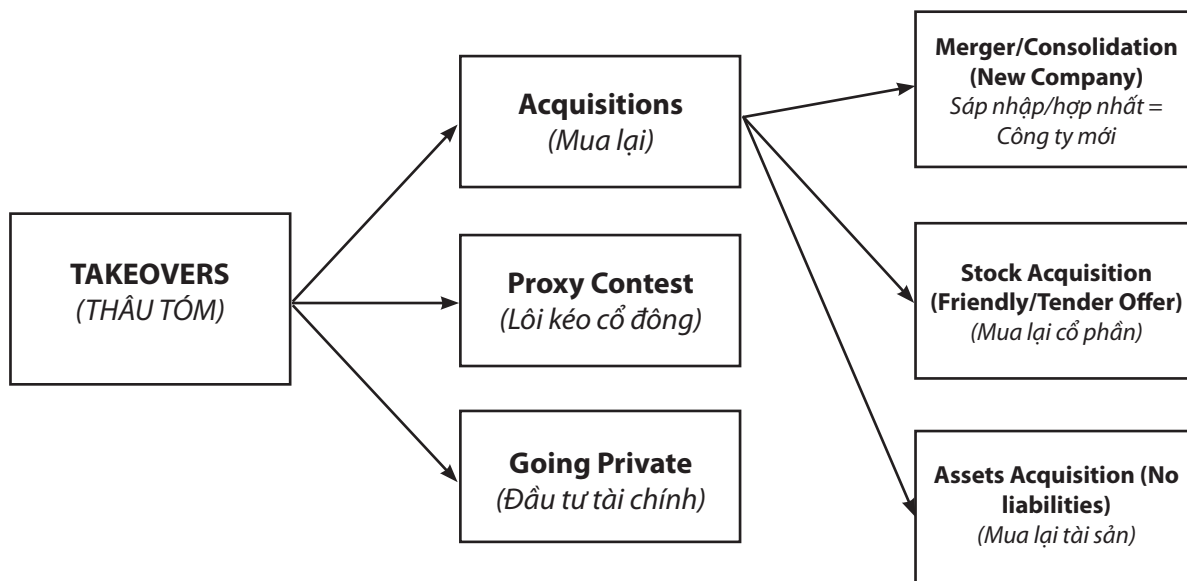 TAKEOVERS
(THÂU TÓM)
Acquisitions
(Mua lại)
Proxy Contest
(Lôi kéo cổ đông)
Going Private
(Đầu tư tài chính)
Merger/Consolidation
(New Company)
Sáp nhập/hợp nhất =
Công ty mới
Stock Acquisition
(Friendly/Tender Offer)
(Mua lại cổ phần)
Assets Acquisition (No
liabilities)
(Mua lại tài sản)